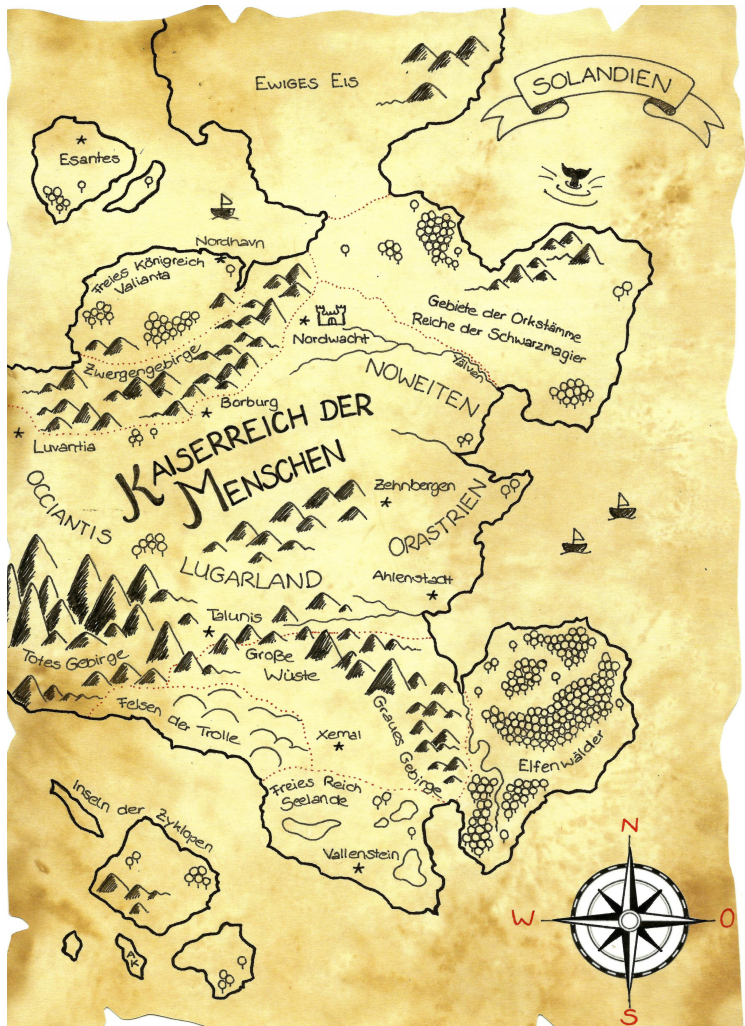 EWIGES EIS
SOLANDIEN
Esantes
Nordhavn
Freies Königreich
Valianta
Gebiete der Orkstämme
Reiche der Schwarzmagier
Nordwacht
Zwergengebirge
Yalven
NOWEITEN
Borburg
Luvantia
KAISERREICH DER
MENSCHEN
OCCIANTIS
Zehnbergen
ORASTRIEN
LUGARLAND
Ahlenstadt
Talunis
Totes Gebirge
Große
Wüste
Felsen der Trolle
Graues Gebirge
Xemal
Elfenwälder
Freies Reich
Seelande
Inseln der Zyklopen
Vallenstein
N
W
O
S
AK